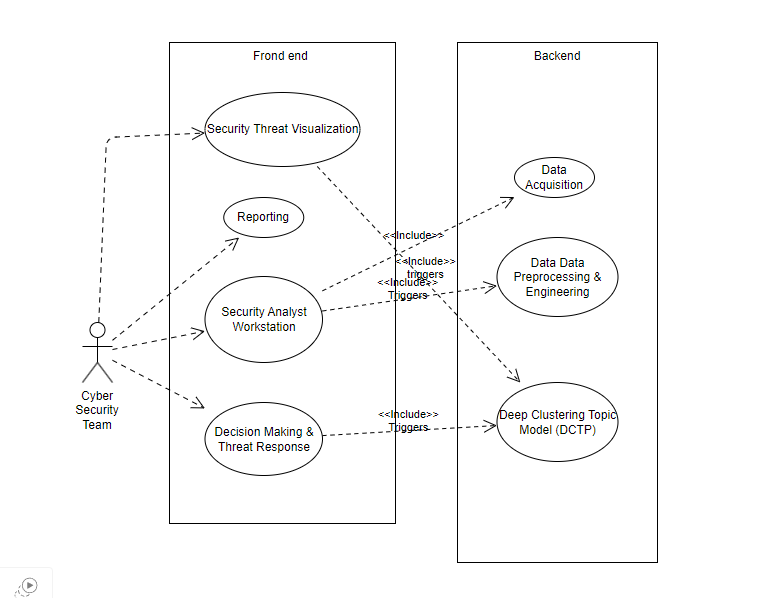 Frond end
Backend
Security Threat Visualization
Data
Acquisition
Reporting
<<Include>>
<<Include>>
triggers
<<Include>>
Triggers
Data Data
Preprocessing &
Engineering
Security Analyst
Workstation
Cyber
Security
Team
<<Include>>
Triggers
Deep Clustering Topic
Model (DCTP)
Decision Making &
Threat Response